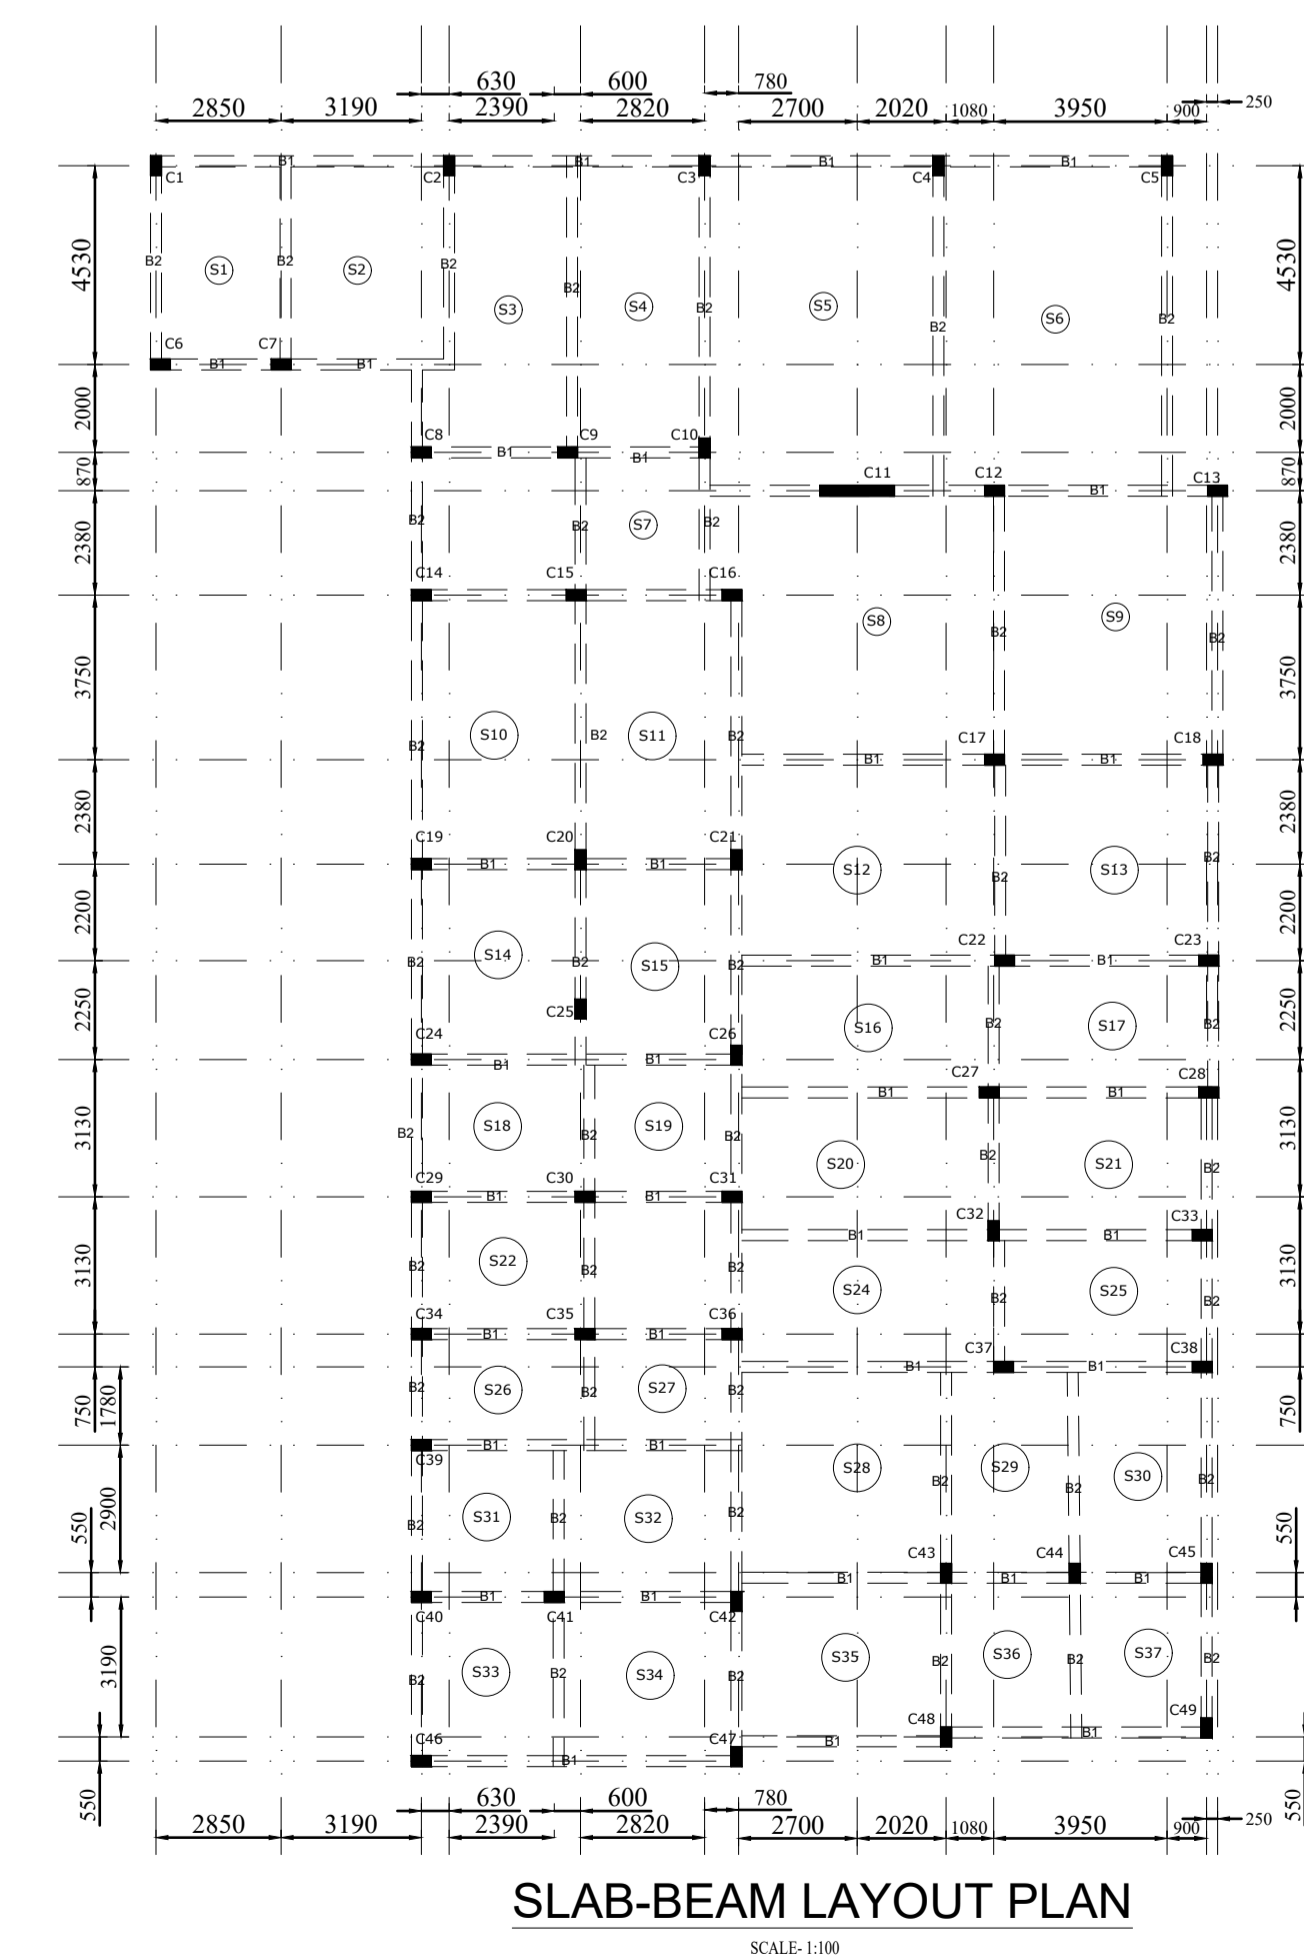 630 600 780
2850 3190 2390 2820 2700 2020 1080 3950 900 250
B1 B1 B1 B1
C1 C2 C3 C4 C5
4530 B2 S1 B2 S2 B2 4530
S3 B2 S4 B2 S5 B2 S6 B2
C6 B1 C7 B1
2000 2000
C8 B1 C9 B1 C10
870 C11 C12 B1 C13 870
2380 B2 B2 S7 B2 2380
C14 C15 C16
S8 B2 S9 B2
3750 3750
B2 S10 B2 S11 B2
C17 C18
B1 B1
2380 2380
C19 B1 C20 B1 C21
S12 B2 S13 B2
2200 2200
C22 C23
B2 S14 B2 S15 B2 B1 B1
2250 C25 S16 B2 S17 B2 2250
C24 B1 B1 C26
C27 C28
B1 B1
3130 B2 S18 B2 S19 B2 3130
S20 B2 S21 B2
C29 B1 C30 B1 C31
C32 C33
B1 B1
3130 B2 S22 B2 B2 3130
S24 B2 S25 B2
C34 B1 C35 B1 C36
C37 C38
B1 B1
750 1780 B2 S26 B2 S27 B2 750
B1 B1
C39
S28 B2 S29 B2 S30 B2
2900
550 B2 S31 B2 S32 B2 550
C43 C44 C45
B1 B1 B1
B1 B1
C40 C41 C42
3190
B2 S33 B2 S34 B2 S35 B2 S36 B2 S37 B2
C48 C49
B1 B1
C46 B1 C47
550 550
630 600 780
2850 3190 2390 2820 2700 2020 1080 3950 900 250
SLAB-BEAM LAYOUT PLAN
SCALE- 1:100